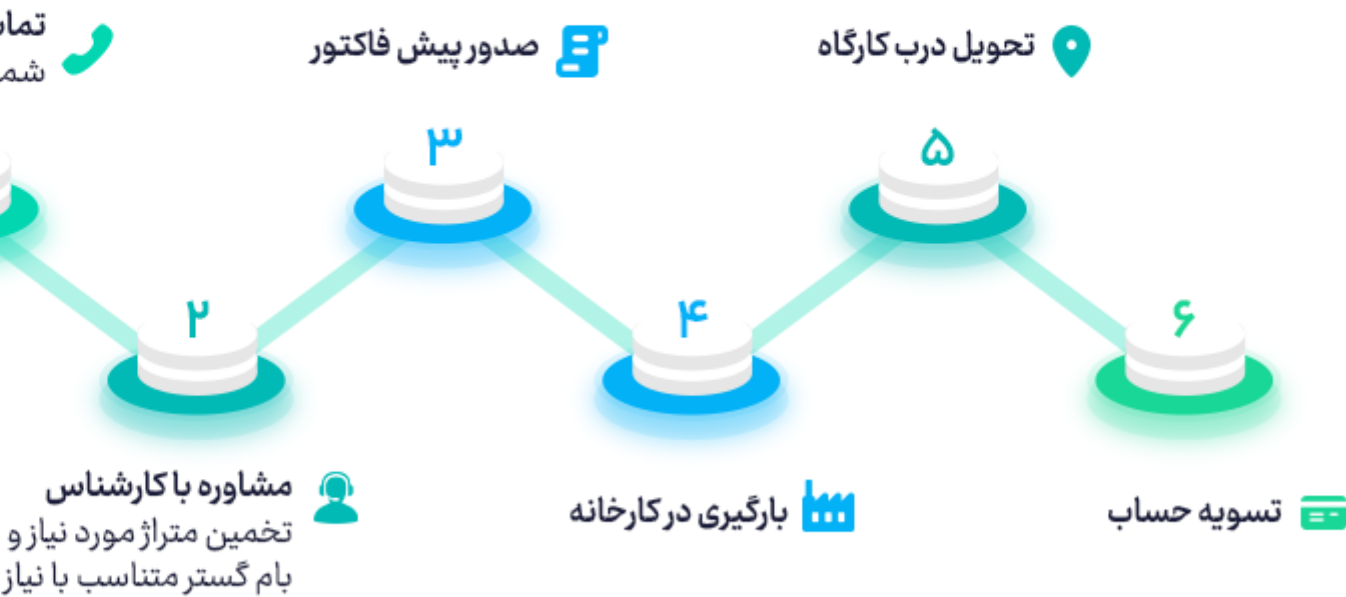 صدور پیش فاکتور
تحویل درب کارگاه
۳
۵
۲
۴
۶
مشاوره با کارشناس
تخمین متراژ مورد نیاز و
بام گستر متناسب با نیاز
بارگیری در کارخانه
تسویه حساب